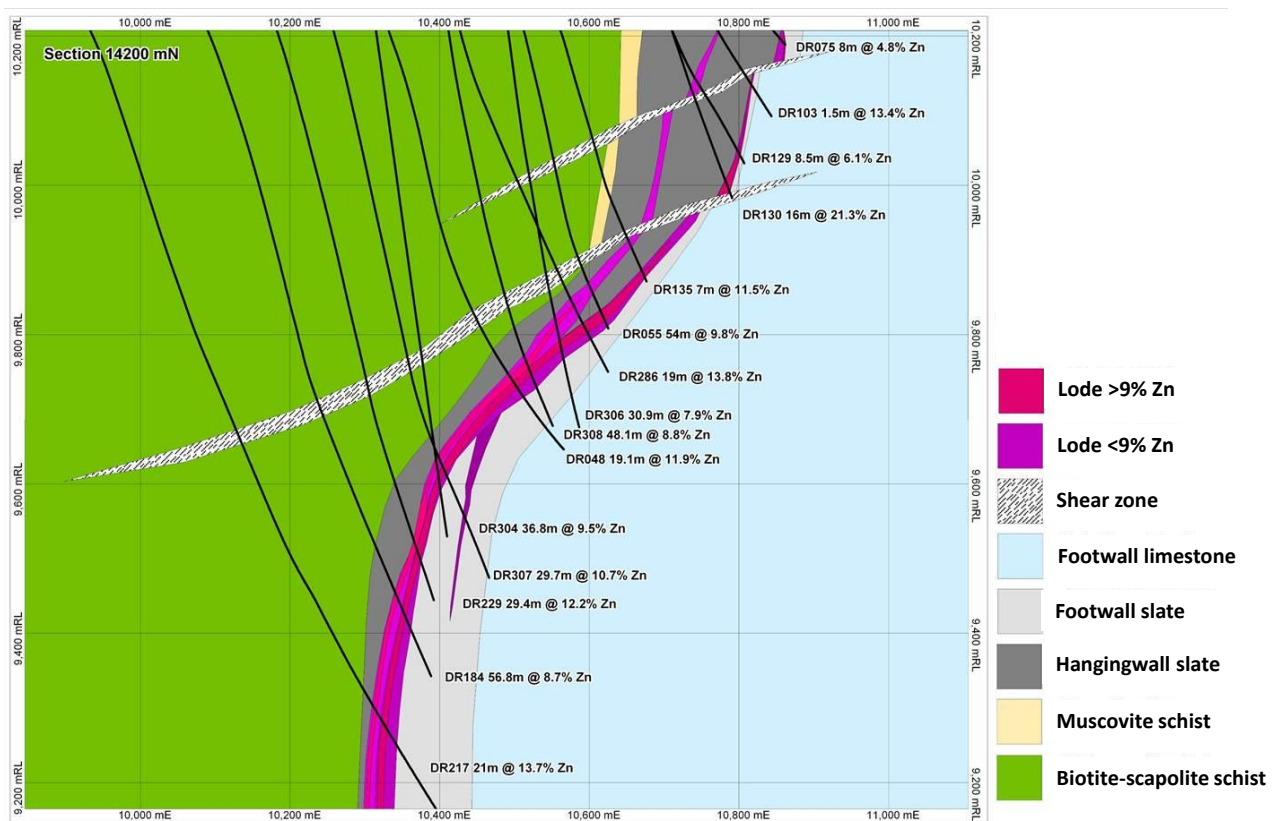 10,000 mE
10,200 mE
10,400 mE
10,600 mE
10,800 mE
11,000 mE
10,200 mRL
Section 14200 mN
10,200 mRL
DR075 8m @ 4.8% Zn
DR103 1.5m @ 13.4% Zn
DR129 8.5m @ 6.1% Zn
10,000 mRL
10,000 mRL
DR130 16m @ 21.3% Zn
DR135 7m @ 11.5% Zn
9,800 mRL
DR055 54m @ 9.8% Zn
9,800 mRL
DR286 19m @ 13.8% Zn
DR306 30.9m @ 7.9% Zn
DR308 48.1m @ 8.8% Zn
DR048 19.1m @ 11.9% Zn
9,600 mRL
9,600 mRL
DR304 36.8m @ 9.5% Zn
DR307 29.7m @ 10.7% Zn
DR229 29.4m @ 12.2% Zn
9,400 mRL
9,400 mRL
DR184 56.8m @ 8.7% Zn
DR217 21m @ 13.7% Zn
9,200 mRL
9,200 mRL
10,000 mE
10,200 mE
10,400 mE
10,600 mE
10,800 mE
11,000 mE
Lode >9% Zn
Lode <9% Zn
Shear zone
Footwall limestone
Footwall slate
Hangingwall slate
Muscovite schist
Biotite-scapolite schist